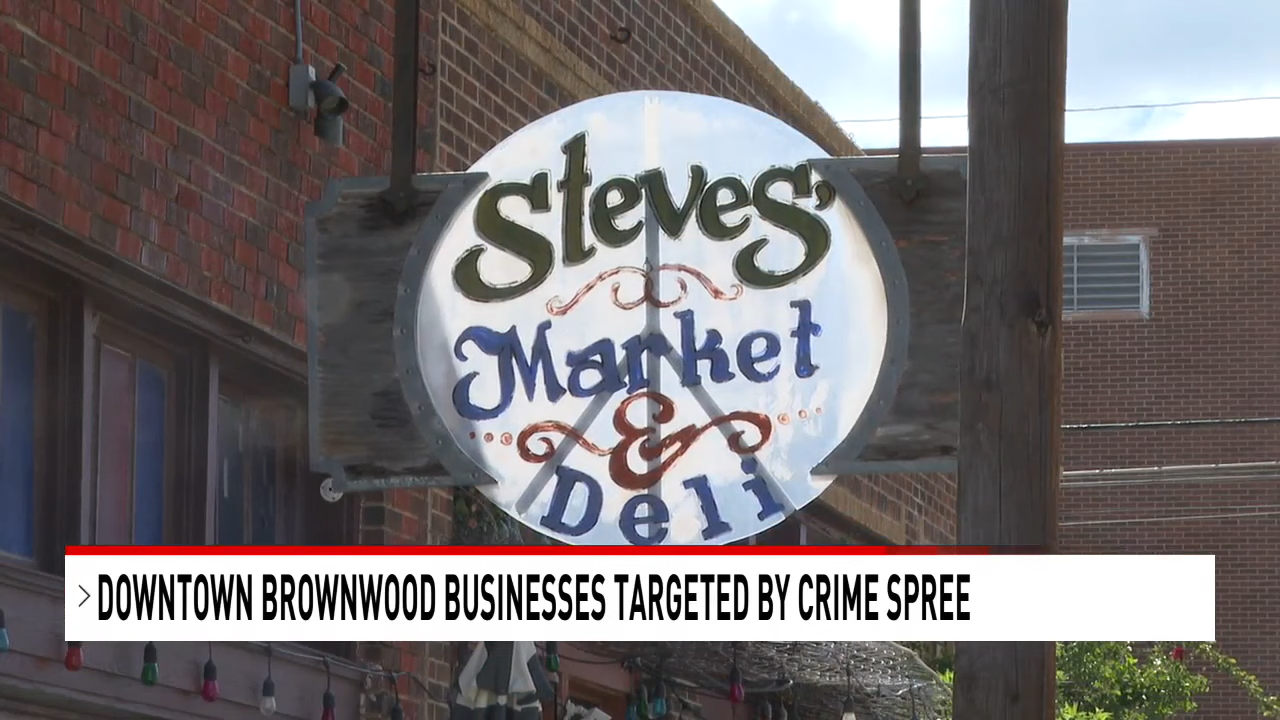 Steves'
Market
&
Deli
> DOWNTOWN BROWNWOOD BUSINESSES TARGETED BY CRIME SPREE